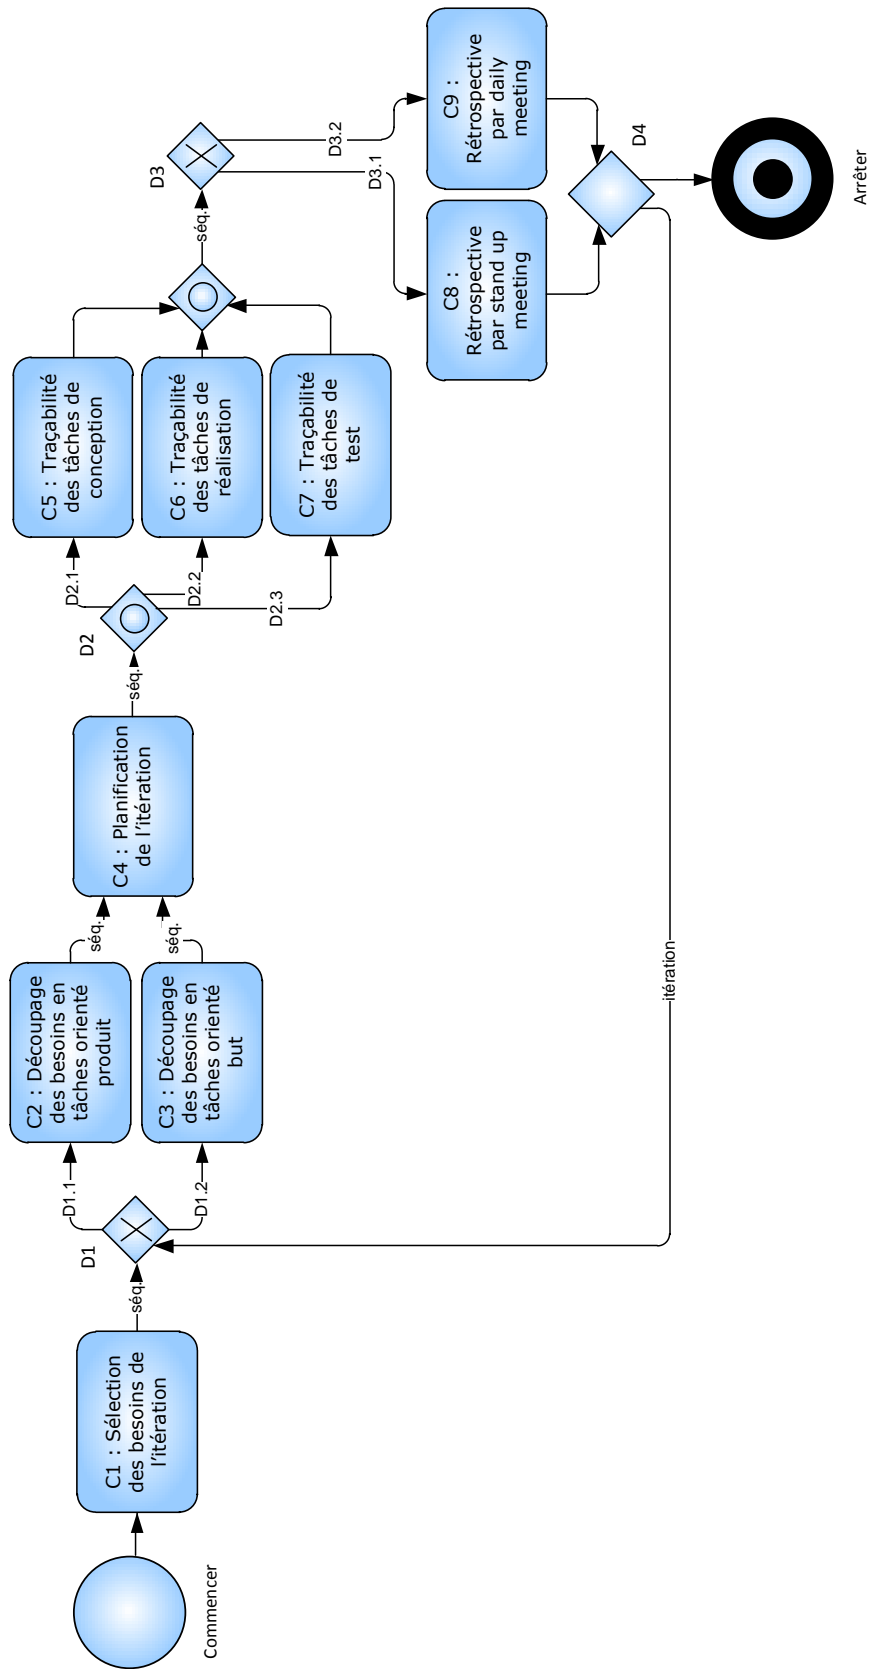 Commencer
C1 : Sélection
des besoins de
l'itération
séq.
D1
D1.1
D1.2
C2 : Découpage
des besoins en
tâches orienté
produit
C3 : Découpage
des besoins en
tâches orienté
but
séq.
séq.
C4 : Planification
de l'itération
séq.
D2
D2.1
D2.2
D2.3
C5 : Traçabilité
des tâches de
conception
C6 : Traçabilité
des tâches de
réalisation
C7 : Traçabilité
des tâches de
test
séq.
D3
D3.1
D3.2
C8 :
Rétrospective
par stand up
meeting
C9 :
Rétrospective
par daily
meeting
D4
itération
Arrêter